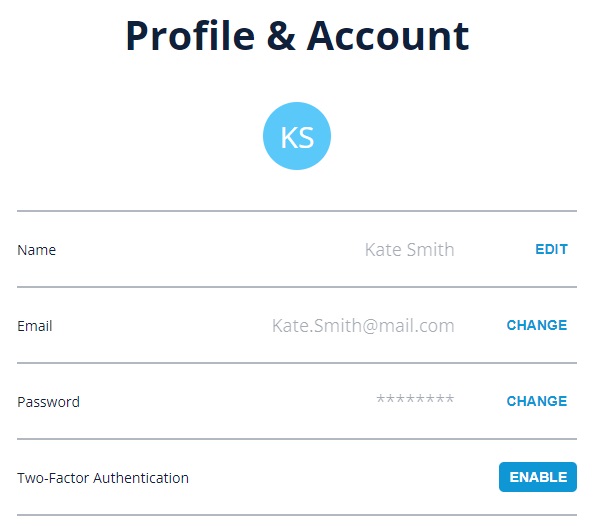 Profile & Account
KS
Name Kate Smith EDIT
Email Kate.Smith@mail.com CHANGE
Password ******** CHANGE
Two-Factor Authentication ENABLE